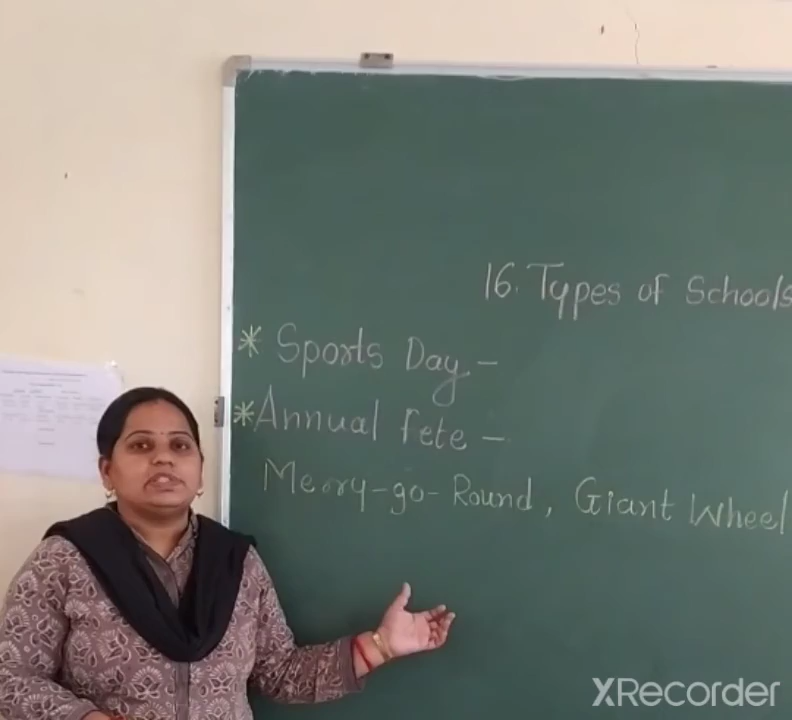 16. Types of Schools
* Sports Day -
* Annual Fete -
Merry-go-Round, Giant Wheel
XRecorder